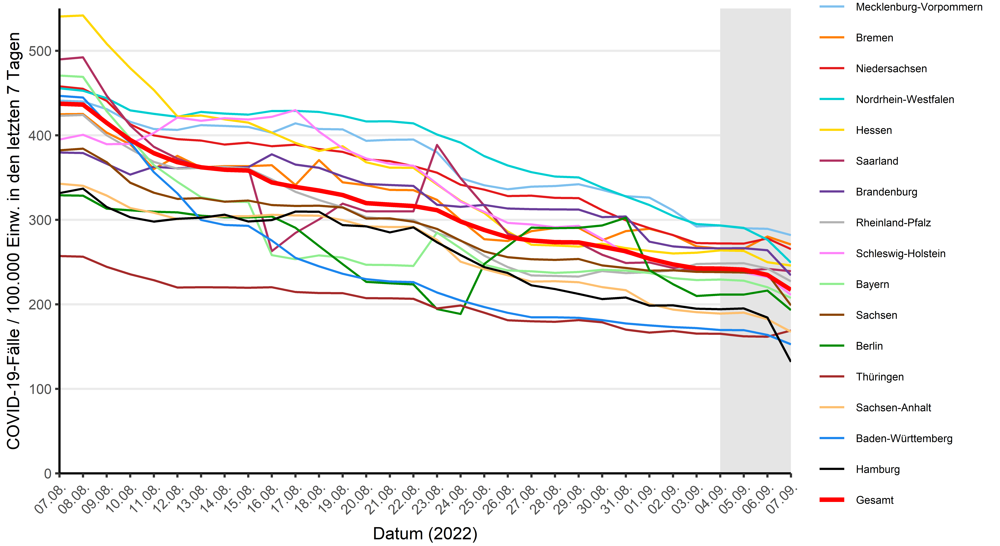 COVID-19-Fälle / 100.000 Einw. in den letzten 7 Tagen
500
400
300
200
100
0
07.08.
08.08.
09.08.
10.08.
11.08.
12.08.
13.08.
14.08.
15.08.
16.08.
17.08.
18.08.
19.08.
20.08.
21.08.
22.08.
23.08.
24.08.
25.08.
26.08.
27.08.
28.08.
29.08.
30.08.
31.08.
01.09.
02.09.
03.09.
04.09.
05.09.
06.09.
07.09.
Datum (2022)
Mecklenburg-Vorpommern
Bremen
Niedersachsen
Nordrhein-Westfalen
Hessen
Saarland
Brandenburg
Rheinland-Pfalz
Schleswig-Holstein
Bayern
Sachsen
Berlin
Thüringen
Sachsen-Anhalt
Baden-Württemberg
Hamburg
Gesamt